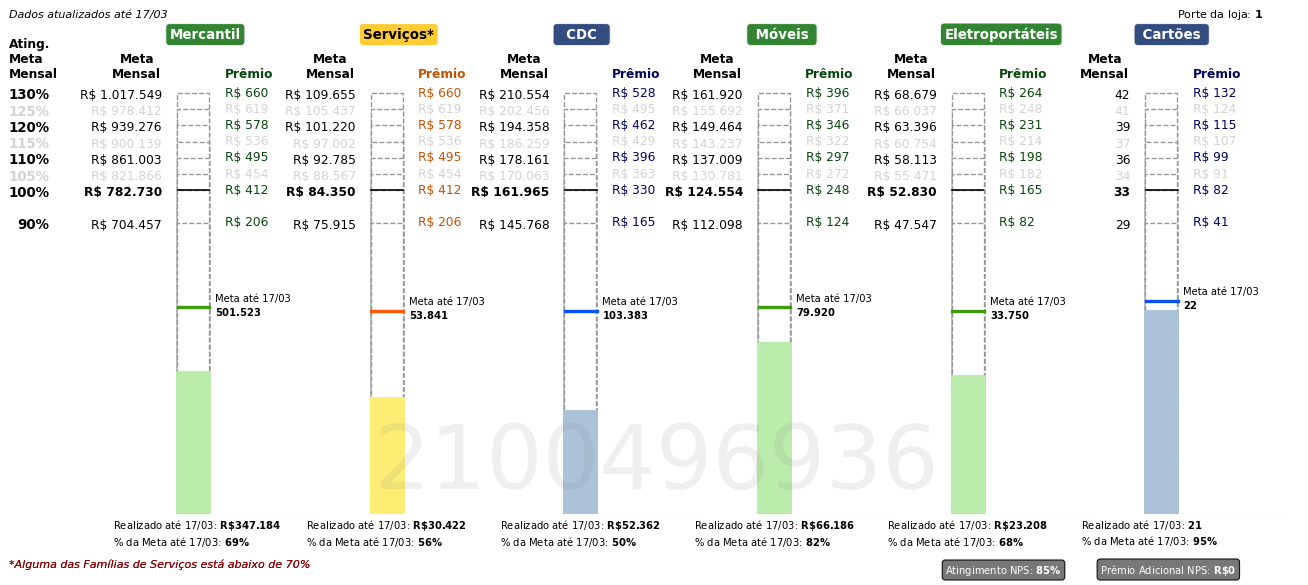 Dados atualizados até 17/03 Porte da loja: 1
Mercantil Serviços* CDC Móveis Eletroportáteis Cartões
Ating. Meta Mensal Meta Mensal Prêmio Meta Mensal Prêmio Meta Mensal Prêmio Meta Mensal Prêmio Meta Mensal Prêmio Meta Mensal Prêmio
130% R$ 1.017.549 R$ 660 R$ 109.655 R$ 660 R$ 210.554 R$ 528 R$ 161.920 R$ 396 R$ 68.679 R$ 264 42 R$ 132
125% R$ 978.412 R$ 619 R$ 105.437 R$ 619 R$ 202.456 R$ 495 R$ 155.692 R$ 371 R$ 66.037 R$ 248 41 R$ 124
120% R$ 939.276 R$ 578 R$ 101.220 R$ 578 R$ 194.358 R$ 462 R$ 149.464 R$ 346 R$ 63.396 R$ 231 39 R$ 115
115% R$ 900.139 R$ 536 R$ 97.002 R$ 536 R$ 186.259 R$ 429 R$ 143.237 R$ 322 R$ 60.754 R$ 214 37 R$ 107
110% R$ 861.003 R$ 495 R$ 92.785 R$ 495 R$ 178.161 R$ 396 R$ 137.009 R$ 297 R$ 58.113 R$ 198 36 R$ 99
105% R$ 821.866 R$ 454 R$ 88.567 R$ 454 R$ 170.063 R$ 363 R$ 130.781 R$ 272 R$ 55.471 R$ 182 34 R$ 91
100% R$ 782.730 R$ 412 R$ 84.350 R$ 412 R$ 161.965 R$ 330 R$ 124.554 R$ 248 R$ 52.830 R$ 165 33 R$ 82
90% R$ 704.457 R$ 206 R$ 75.915 R$ 206 R$ 145.768 R$ 165 R$ 112.098 R$ 124 R$ 47.547 R$ 82 29 R$ 41
Meta até 17/03 Meta até 17/03 Meta até 17/03 Meta até 17/03 Meta até 17/03 Meta até 17/03
501.523 53.841 103.383 79.920 33.750 22
2100496936
Realizado até 17/03: R$347.184 Realizado até 17/03: R$30.422 Realizado até 17/03: R$52.362 Realizado até 17/03: R$66.186 Realizado até 17/03: R$23.208 Realizado até 17/03: 21
% da Meta até 17/03: 69% % da Meta até 17/03: 56% % da Meta até 17/03: 50% % da Meta até 17/03: 82% % da Meta até 17/03: 68% % da Meta até 17/03: 95%
*Alguma das Famílias de Serviços está abaixo de 70% Atingimento NPS: 85% Prêmio Adicional NPS: R$0